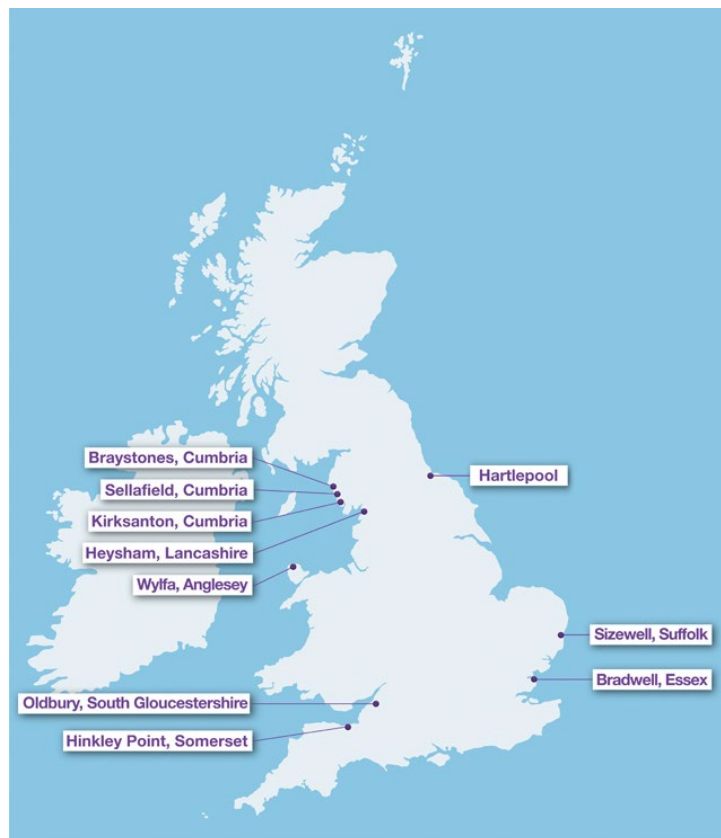 Braystones, Cumbria
Sellafield, Cumbria
Hartlepool
Kirksanton, Cumbria
Heysham, Lancashire
Wylfa, Anglesey
Sizewell, Suffolk
Bradwell, Essex
Oldbury, South Gloucestershire
Hinkley Point, Somerset